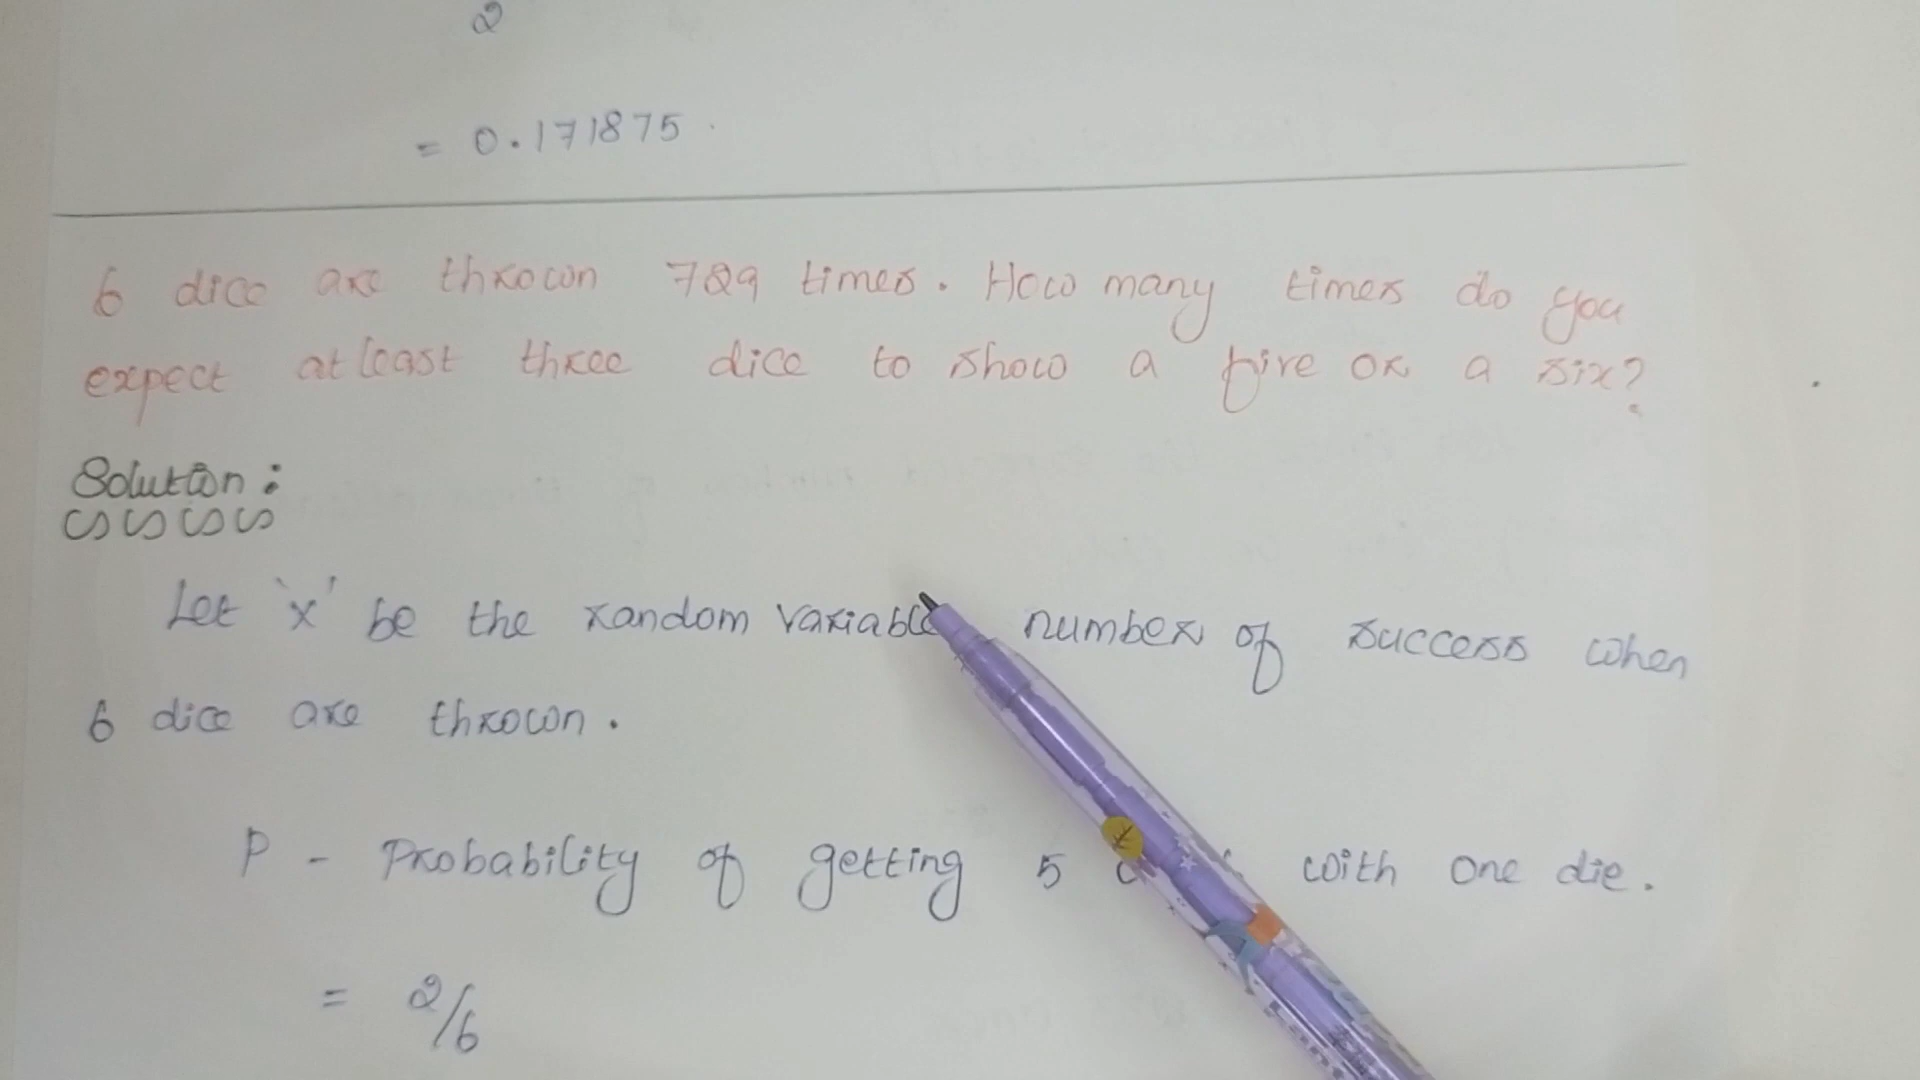 2
= 0.171875
6 dice are thrown 729 times. How many times do you
expect atleast three dice to show a five or a six?
Solution:
Let 'x' be the random variable number of success when
6 dice are thrown.
P - Probability of getting 5 with one die.
= 2/6